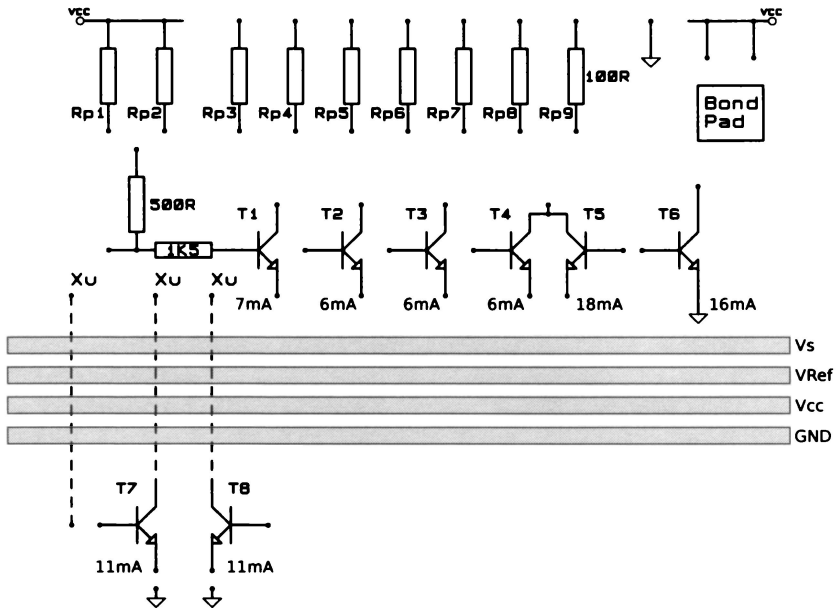 vcc vcc
100R
Rp1 Rp2 Rp3 Rp4 Rp5 Rp6 Rp7 Rp8 Rp9
Bond
Pad
500R
T1 T2 T3 T4 T5 T6
1K5
Xu Xu Xu
7mA 6mA 6mA 6mA 18mA 16mA
Vs
VRef
Vcc
GND
T7 T8
11mA 11mA